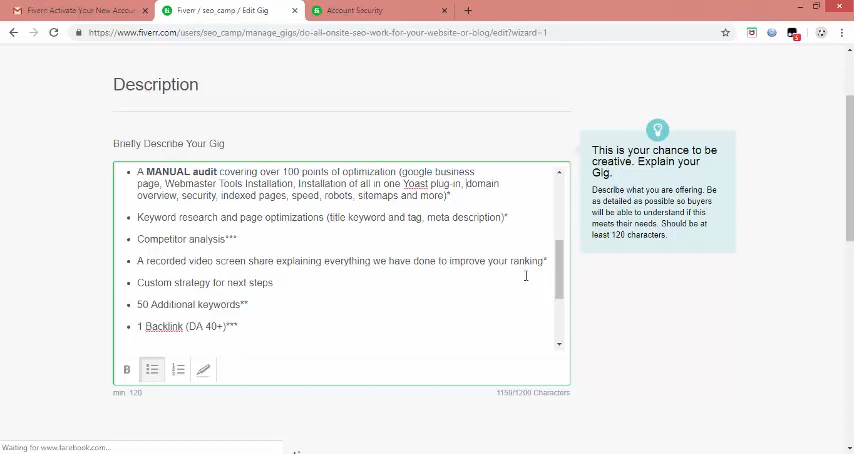 Fiverr: Activate Your New Accou
Fiverr / seo_camp / Edit Gig
Account Security
https://www.fiverr.com/users/seo_camp/manage_gigs/do-all-onsite-seo-work-for-your-website-or-blog/edit?wizard=1
Description
Briefly Describe Your Gig
A MANUAL audit covering over 100 points of optimization (google business
page, Webmaster Tools Installation, Installation of all in one Yoast plug-in, domain
overview, security, indexed pages, speed, robots, sitemaps and more)*
Keyword research and page optimizations (title keyword and tag, meta description)*
Competitor analysis***
A recorded video screen share explaining everything we have done to improve your ranking*
Custom strategy for next steps
50 Additional keywords**
1 Backlink (DA 40+)***
B
min. 120
1159/1200 Characters
This is your chance to be
creative. Explain your
Gig.
Describe what you are offering. Be
as detailed as possible so buyers
will be able to understand if this
meets their needs. Should be at
least 120 characters.
Waiting for www.facebook.com...